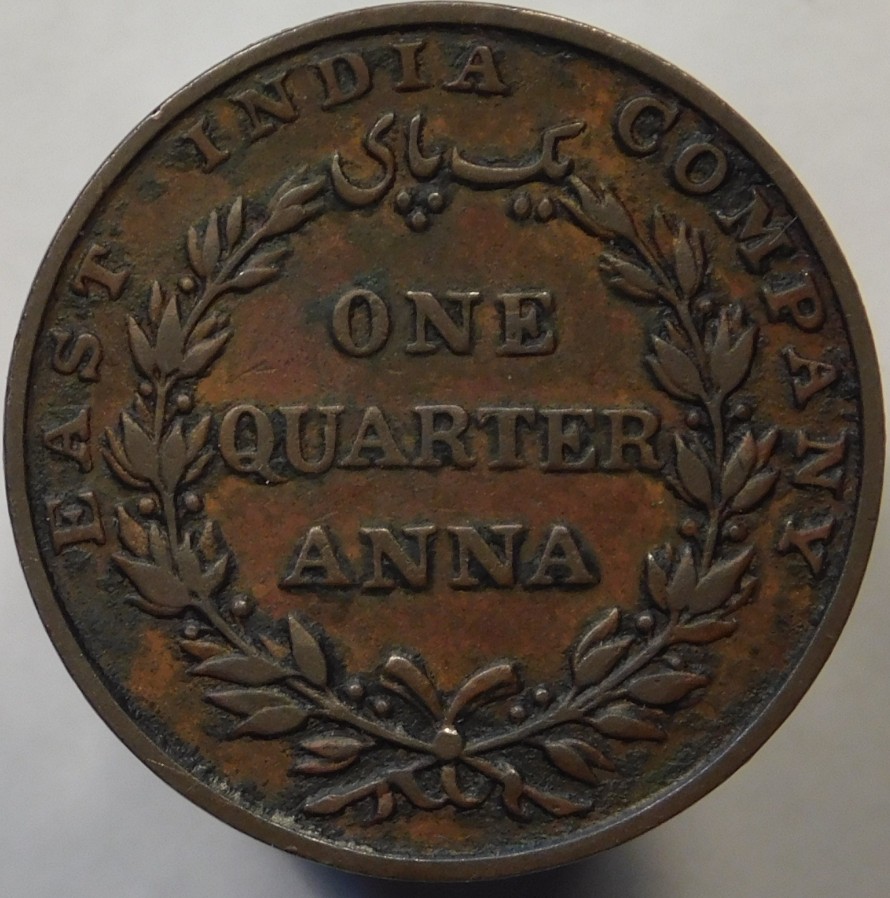 EAST INDIA COMPANY
یک پای
ONE
QUARTER
ANNA